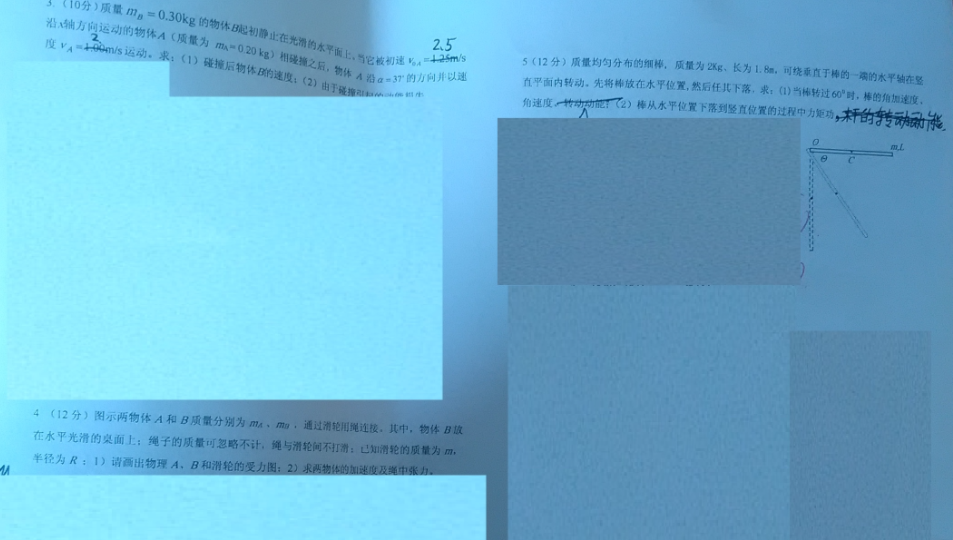 3. (10分) 质量 m_B = 0.30kg 的物体B起初静止在光滑的水平面上,当它被初速 v_0A = 1.25m/s 2.5
沿x轴方向运动的物体A(质量为 m_A=0.20 kg)相碰撞之后,物体 A 沿 α=37° 的方向并以速
度 v_A = 1.00m/s 2 运动。求:(1)碰撞后物体B的速度;(2)由于碰撞引起的动能损失
4 (12分)图示两物体 A 和 B 质量分别为 m_A、m_B,通过滑轮用绳连接。其中,物体 B 放
在水平光滑的桌面上;绳子的质量可忽略不计,绳与滑轮间不打滑;已知滑轮的质量为 m,
半径为 R;1)请画出物理 A、B 和滑轮的受力图;2)求两物体的加速度及绳中张力。
5(12分)质量均匀分布的细棒,质量为 2Kg、长为 1.8m,可绕垂直于棒的一端的水平轴在竖
直平面内转动。先将棒放在水平位置,然后任其下落。求:(1)当棒转过 60⁰ 时,棒的角加速度、
角速度、转动动能;(2)棒从水平位置下落到竖直位置的过程中力矩功,杆的转动动能.
O
θ
C
m,L